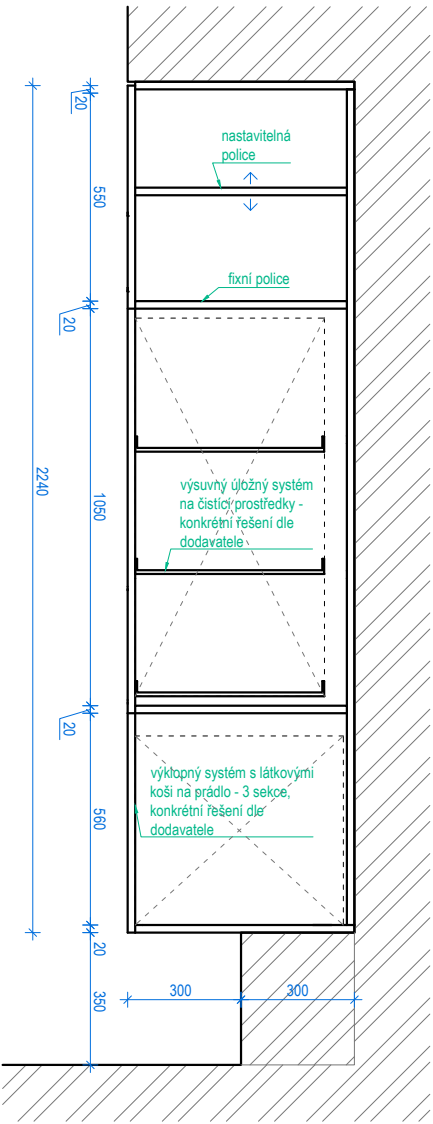 20
nastavitelná
police
550
fixní police
20
2240
1050
výsuvný úložný systém
na čistící prostředky -
konkrétní řešení dle
dodavatele
20
výklopný systém s látkovými
koši na prádlo - 3 sekce,
konkrétní řešení dle
dodavatele
560
20
300
300
350